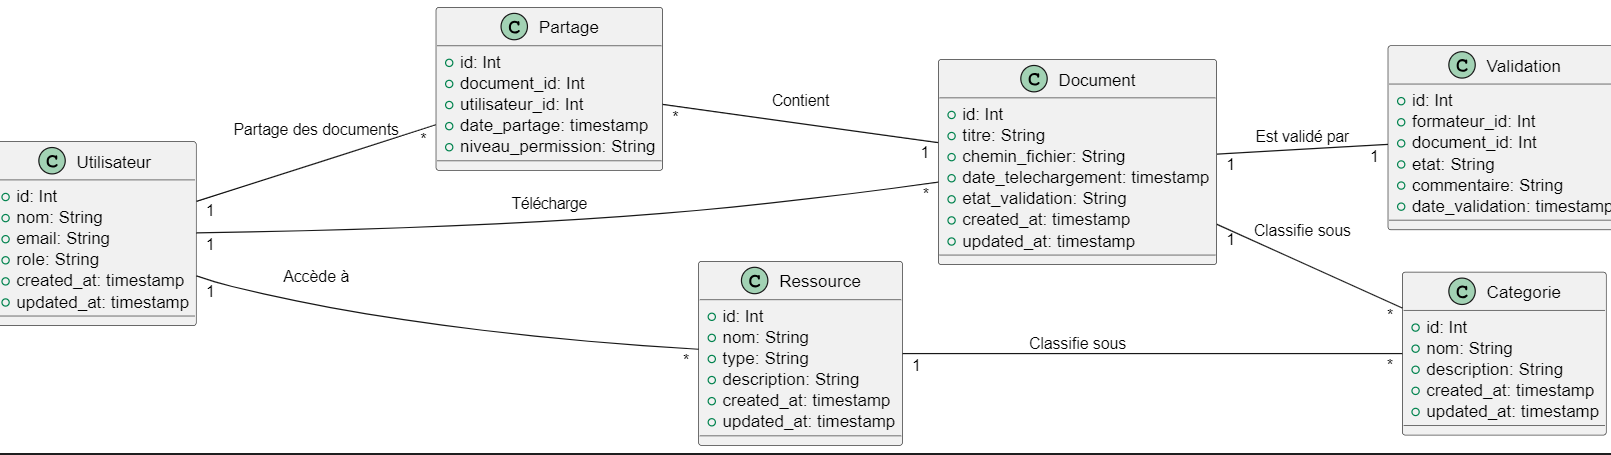 C Partage
id: Int
document_id: Int
utilisateur_id: Int
date_partage: timestamp
niveau_permission: String
Partage des documents
*
1
Contient
*
1
C Utilisateur
id: Int
nom: String
email: String
role: String
created_at: timestamp
updated_at: timestamp
Télécharge
1
*
Accède à
1
*
C Document
id: Int
titre: String
chemin_fichier: String
date_telechargement: timestamp
etat_validation: String
created_at: timestamp
updated_at: timestamp
Est validé par
1
1
C Validation
id: Int
formateur_id: Int
document_id: Int
etat: String
commentaire: String
date_validation: timestamp
Classifie sous
1
*
C Ressource
id: Int
nom: String
type: String
description: String
created_at: timestamp
updated_at: timestamp
Classifie sous
1
*
C Categorie
id: Int
nom: String
description: String
created_at: timestamp
updated_at: timestamp